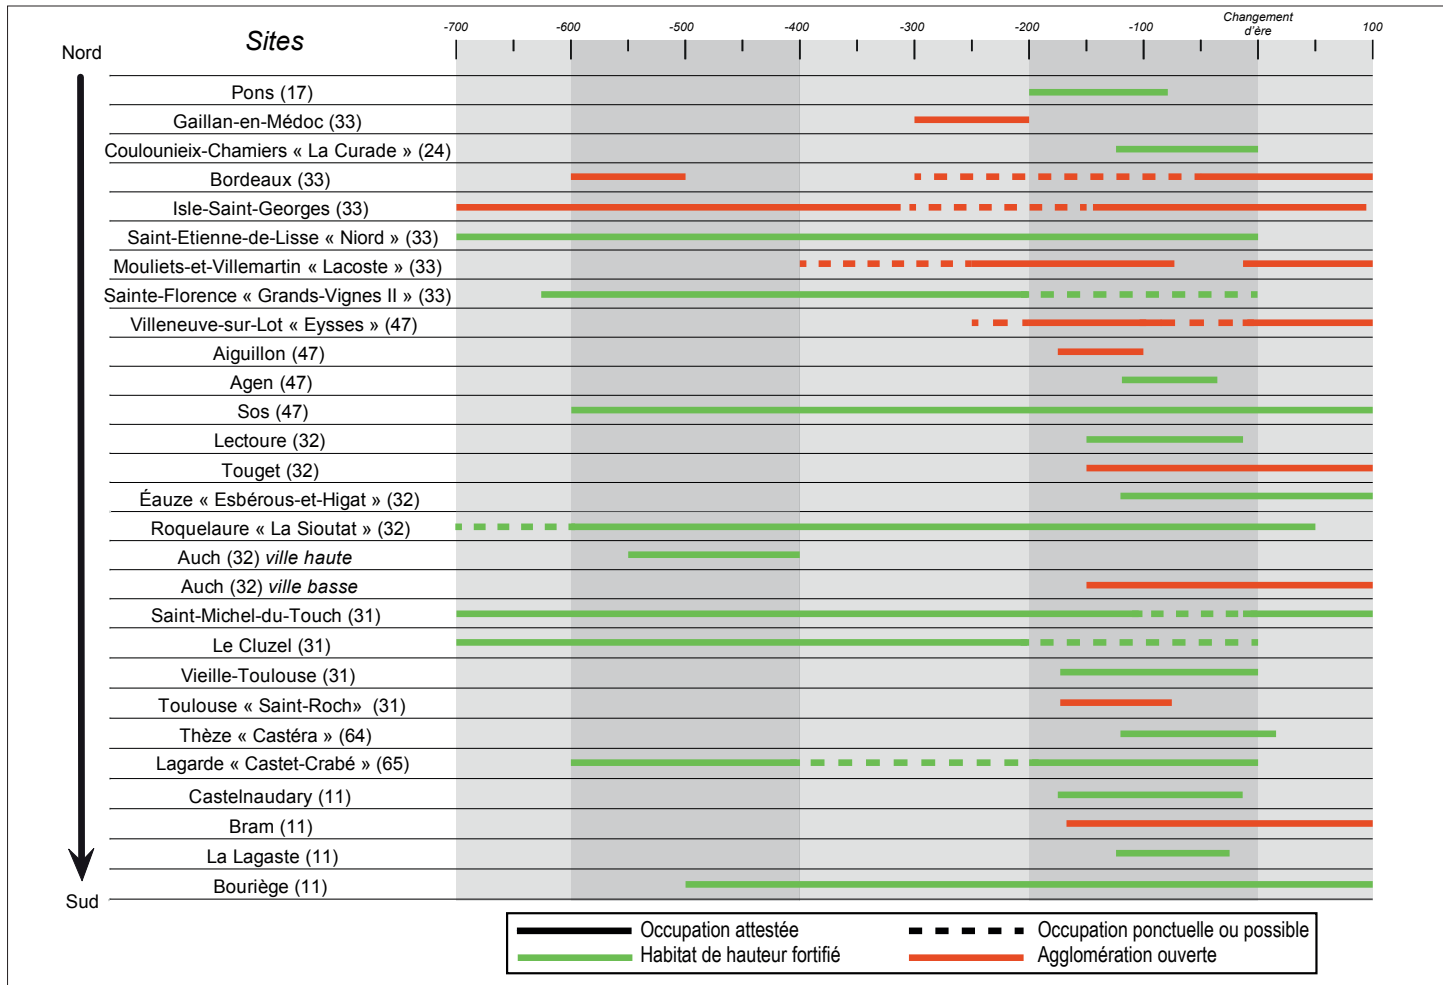 Changement
d'ère
-700 -600 -500 -400 -300 -200 -100 100
Sites
Nord
Pons (17)
Gaillan-en-Médoc (33)
Coulounieix-Chamiers « La Curade » (24)
Bordeaux (33)
Isle-Saint-Georges (33)
Saint-Etienne-de-Lisse « Niord » (33)
Mouliets-et-Villemartin « Lacoste » (33)
Sainte-Florence « Grands-Vignes II » (33)
Villeneuve-sur-Lot « Eysses » (47)
Aiguillon (47)
Agen (47)
Sos (47)
Lectoure (32)
Touget (32)
Éauze « Esbérous-et-Higat » (32)
Roquelaure « La Sioutat » (32)
Auch (32) ville haute
Auch (32) ville basse
Saint-Michel-du-Touch (31)
Le Cluzel (31)
Vieille-Toulouse (31)
Toulouse « Saint-Roch» (31)
Thèze « Castéra » (64)
Lagarde « Castet-Crabé » (65)
Castelnaudary (11)
Bram (11)
La Lagaste (11)
Bouriège (11)
Sud
Occupation attestée Occupation ponctuelle ou possible
Habitat de hauteur fortifié Agglomération ouverte